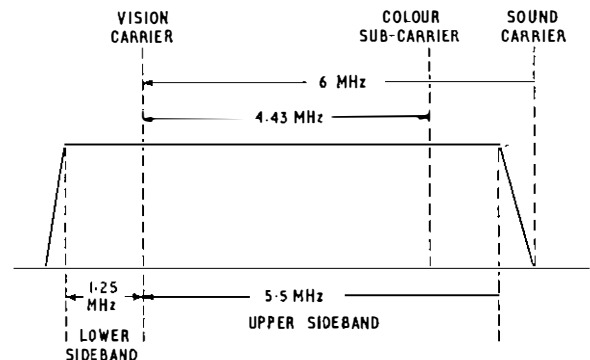 VISION
CARRIER
COLOUR
SUB-CARRIER
SOUND
CARRIER
6 MHz
4·43 MHz
1·25
MHz
5·5 MHz
LOWER
SIDEBAND
UPPER SIDEBAND